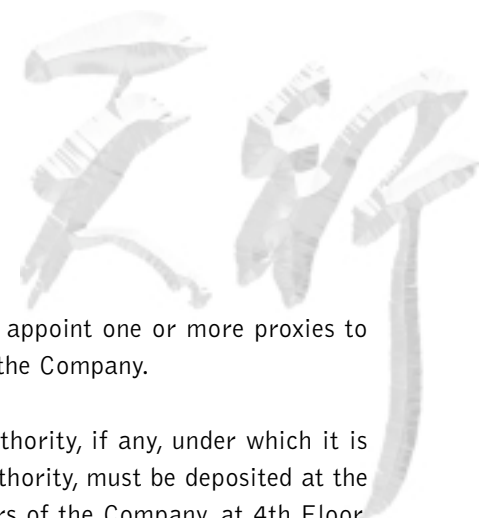 appoint one or more proxies to
the Company.
thority, if any, under which it is
thority, must be deposited at the
rs of the Company, at 4th Floor,